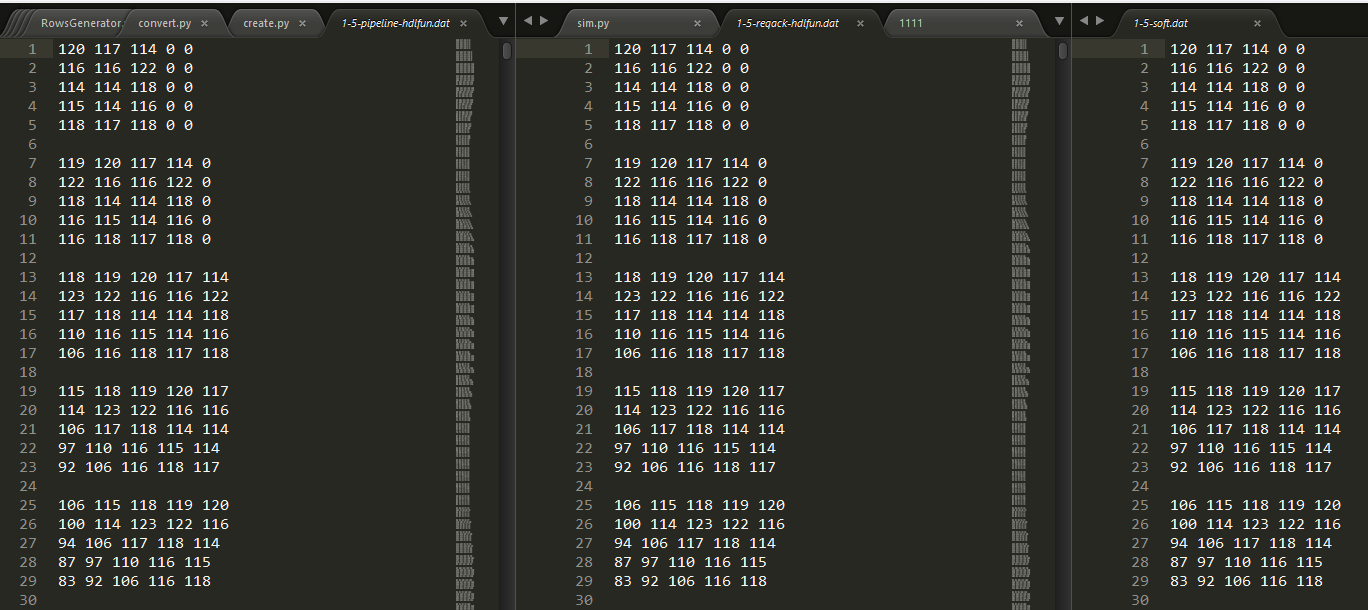 RowsGenerator. convert.py × create.py × 1-5-pipeline-hdlfun.dat ×
1 120 117 114 0 0
2 116 116 122 0 0
3 114 114 118 0 0
4 115 114 116 0 0
5 118 117 118 0 0
6
7 119 120 117 114 0
8 122 116 116 122 0
9 118 114 114 118 0
10 116 115 114 116 0
11 116 118 117 118 0
12
13 118 119 120 117 114
14 123 122 116 116 122
15 117 118 114 114 118
16 110 116 115 114 116
17 106 116 118 117 118
18
19 115 118 119 120 117
20 114 123 122 116 116
21 106 117 118 114 114
22 97 110 116 115 114
23 92 106 116 118 117
24
25 106 115 118 119 120
26 100 114 123 122 116
27 94 106 117 118 114
28 87 97 110 116 115
29 83 92 106 116 118
30
sim.py × 1-5-reqack-hdlfun.dat × 1111 ×
1 120 117 114 0 0
2 116 116 122 0 0
3 114 114 118 0 0
4 115 114 116 0 0
5 118 117 118 0 0
6
7 119 120 117 114 0
8 122 116 116 122 0
9 118 114 114 118 0
10 116 115 114 116 0
11 116 118 117 118 0
12
13 118 119 120 117 114
14 123 122 116 116 122
15 117 118 114 114 118
16 110 116 115 114 116
17 106 116 118 117 118
18
19 115 118 119 120 117
20 114 123 122 116 116
21 106 117 118 114 114
22 97 110 116 115 114
23 92 106 116 118 117
24
25 106 115 118 119 120
26 100 114 123 122 116
27 94 106 117 118 114
28 87 97 110 116 115
29 83 92 106 116 118
30
1-5-soft.dat ×
1 120 117 114 0 0
2 116 116 122 0 0
3 114 114 118 0 0
4 115 114 116 0 0
5 118 117 118 0 0
6
7 119 120 117 114 0
8 122 116 116 122 0
9 118 114 114 118 0
10 116 115 114 116 0
11 116 118 117 118 0
12
13 118 119 120 117 114
14 123 122 116 116 122
15 117 118 114 114 118
16 110 116 115 114 116
17 106 116 118 117 118
18
19 115 118 119 120 117
20 114 123 122 116 116
21 106 117 118 114 114
22 97 110 116 115 114
23 92 106 116 118 117
24
25 106 115 118 119 120
26 100 114 123 122 116
27 94 106 117 118 114
28 87 97 110 116 115
29 83 92 106 116 118
30